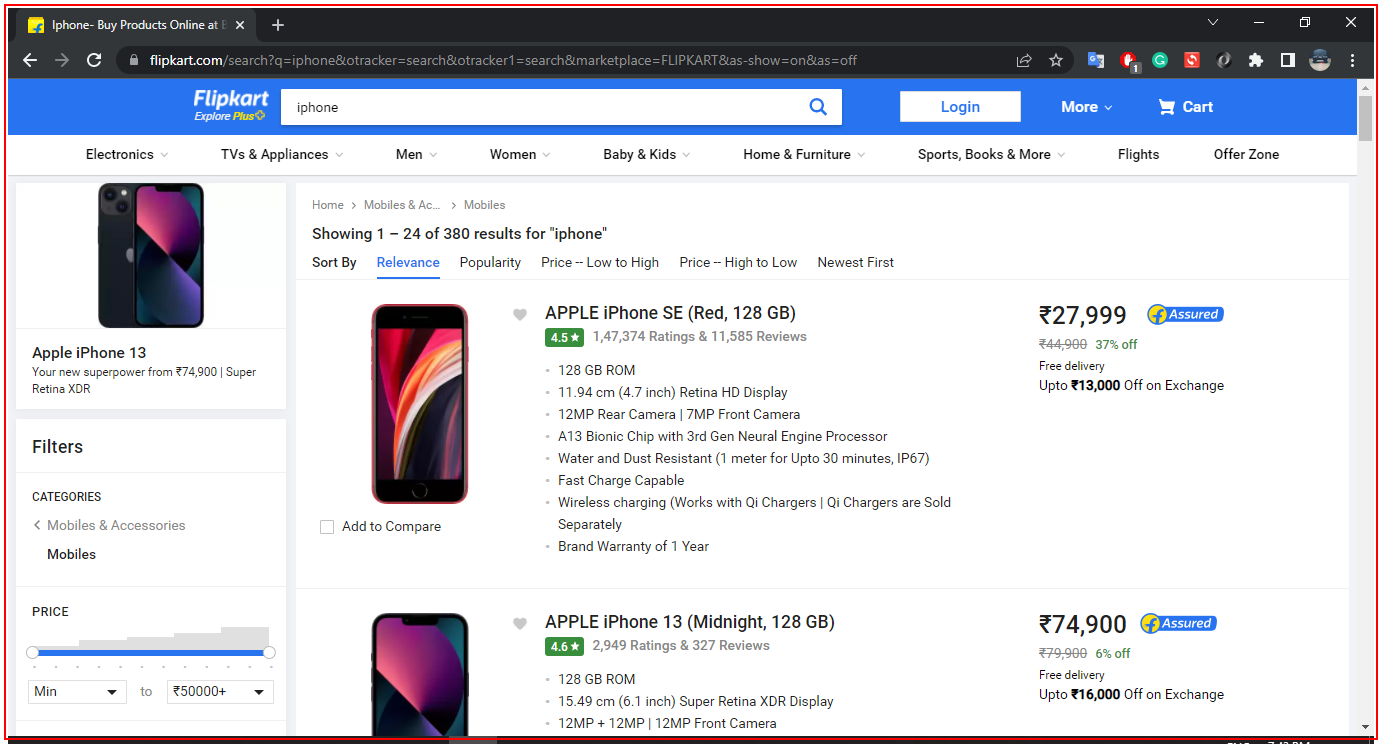 Iphone- Buy Products Online at B
flipkart.com/search?q=iphone&otracker=search&otracker1=search&marketplace=FLIPKART&as-show=on&as=off
1
Flipkart
Explore Plus
iphone
Login
More
Cart
Electronics
TVs & Appliances
Men
Women
Baby & Kids
Home & Furniture
Sports, Books & More
Flights
Offer Zone
Apple iPhone 13
Your new superpower from ₹74,900 | Super
Retina XDR
Filters
CATEGORIES
Mobiles & Accessories
Mobiles
PRICE
Min
to
₹50000+
Home
Mobiles & Ac...
Mobiles
Showing 1 – 24 of 380 results for "iphone"
Sort By
Relevance
Popularity
Price -- Low to High
Price -- High to Low
Newest First
APPLE iPhone SE (Red, 128 GB)
4.5★ 1,47,374 Ratings & 11,585 Reviews
128 GB ROM
11.94 cm (4.7 inch) Retina HD Display
12MP Rear Camera | 7MP Front Camera
A13 Bionic Chip with 3rd Gen Neural Engine Processor
Water and Dust Resistant (1 meter for Upto 30 minutes, IP67)
Fast Charge Capable
Wireless charging (Works with Qi Chargers | Qi Chargers are Sold
Separately
Brand Warranty of 1 Year
Add to Compare
₹27,999
Assured
₹44,900 37% off
Free delivery
Upto ₹13,000 Off on Exchange
APPLE iPhone 13 (Midnight, 128 GB)
4.6★ 2,949 Ratings & 327 Reviews
128 GB ROM
15.49 cm (6.1 inch) Super Retina XDR Display
12MP + 12MP | 12MP Front Camera
₹74,900
Assured
₹79,900 6% off
Free delivery
Upto ₹16,000 Off on Exchange